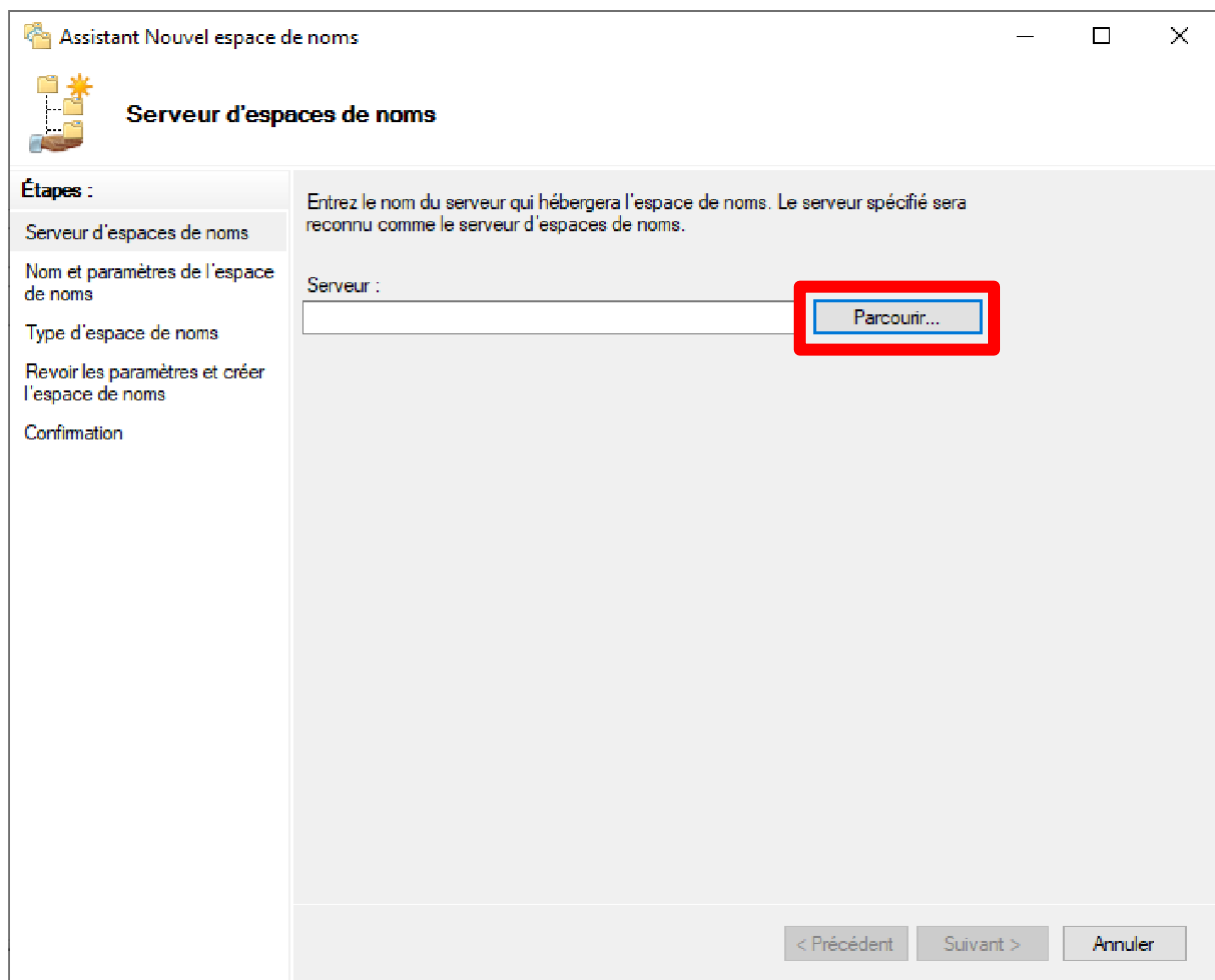 Assistant Nouvel espace de noms
Serveur d'espaces de noms
Étapes :
Serveur d'espaces de noms
Nom et paramètres de l'espace
de noms
Type d'espace de noms
Revoir les paramètres et créer
l'espace de noms
Confirmation
Entrez le nom du serveur qui hébergera l'espace de noms. Le serveur spécifié sera
reconnu comme le serveur d'espaces de noms.
Serveur :
Parcourir...
< Précédent
Suivant >
Annuler